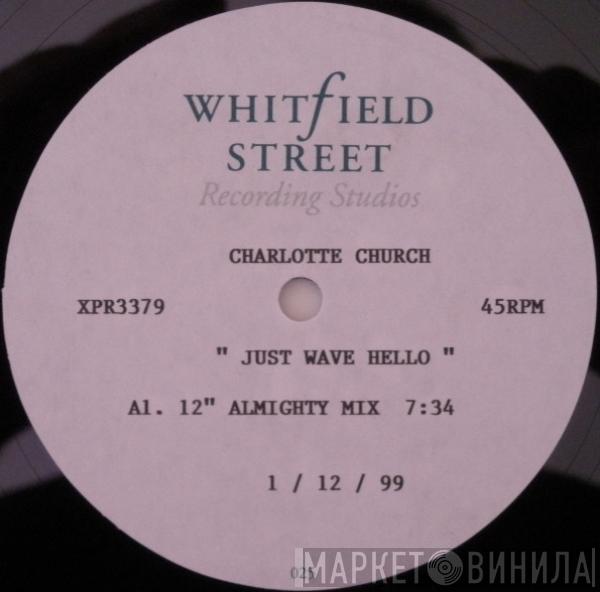 WHITfIELD
STREET
Recording Studios
CHARLOTTE CHURCH
XPR3379 45RPM
" JUST WAVE HELLO "
A1. 12" ALMIGHTY MIX 7:34
1 / 12 / 99
МАРКЕТ ВИНИЛА